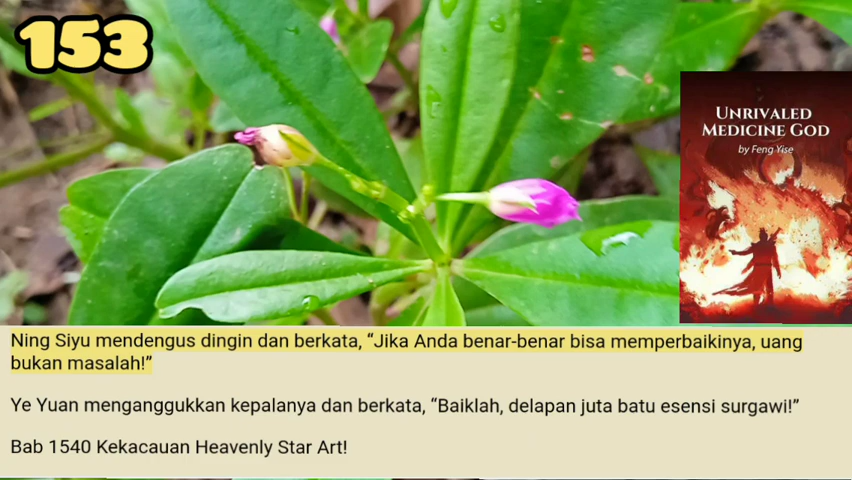 153
UNRIVALED
MEDICINE GOD
by Feng Yise
Ning Siyu mendengus dingin dan berkata, “Jika Anda benar-benar bisa memperbaikinya, uang
bukan masalah!”
Ye Yuan menganggukkan kepalanya dan berkata, “Baiklah, delapan juta batu esensi surgawi!”
Bab 1540 Kekacauan Heavenly Star Art!